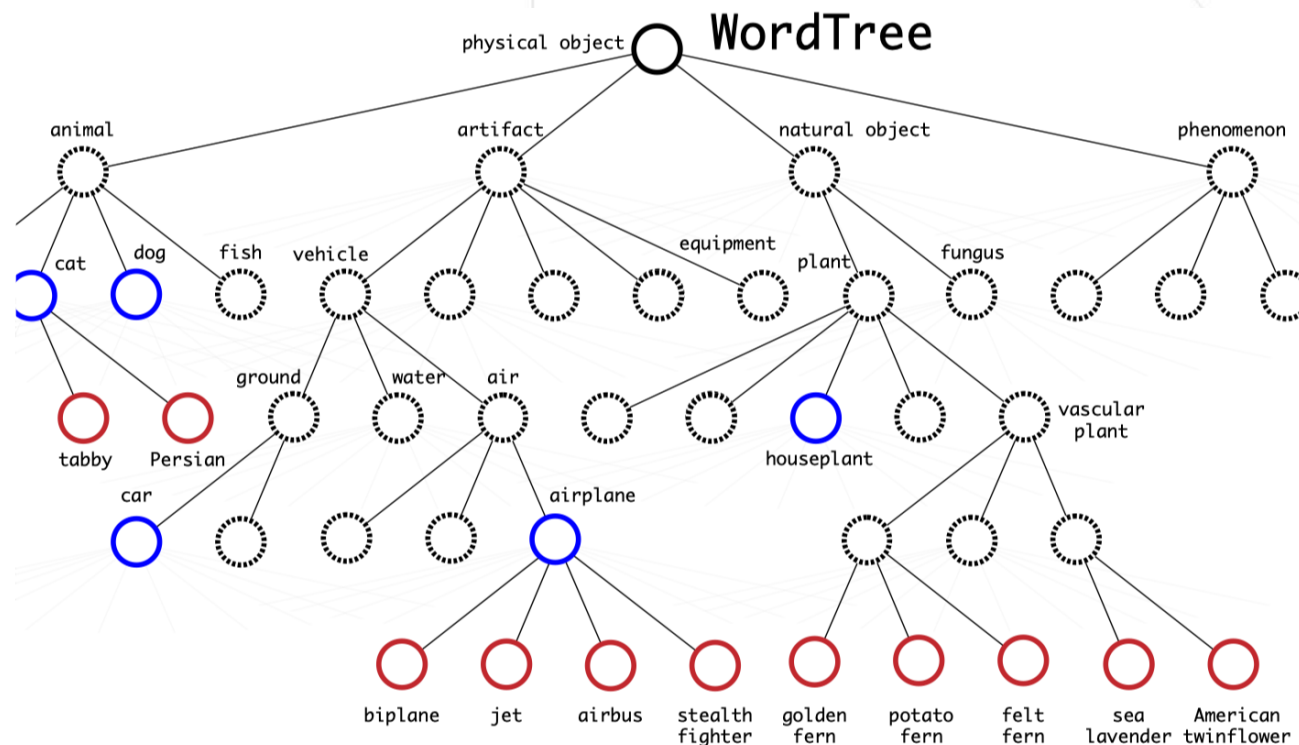 WordTree
physical object
animal
artifact
natural object
phenomenon
cat
dog
fish
vehicle
equipment
plant
fungus
ground
water
air
vascular
plant
tabby
Persian
houseplant
car
airplane
biplane
jet
airbus
stealth
fighter
golden
fern
potato
fern
felt
fern
sea
lavender
American
twinflower